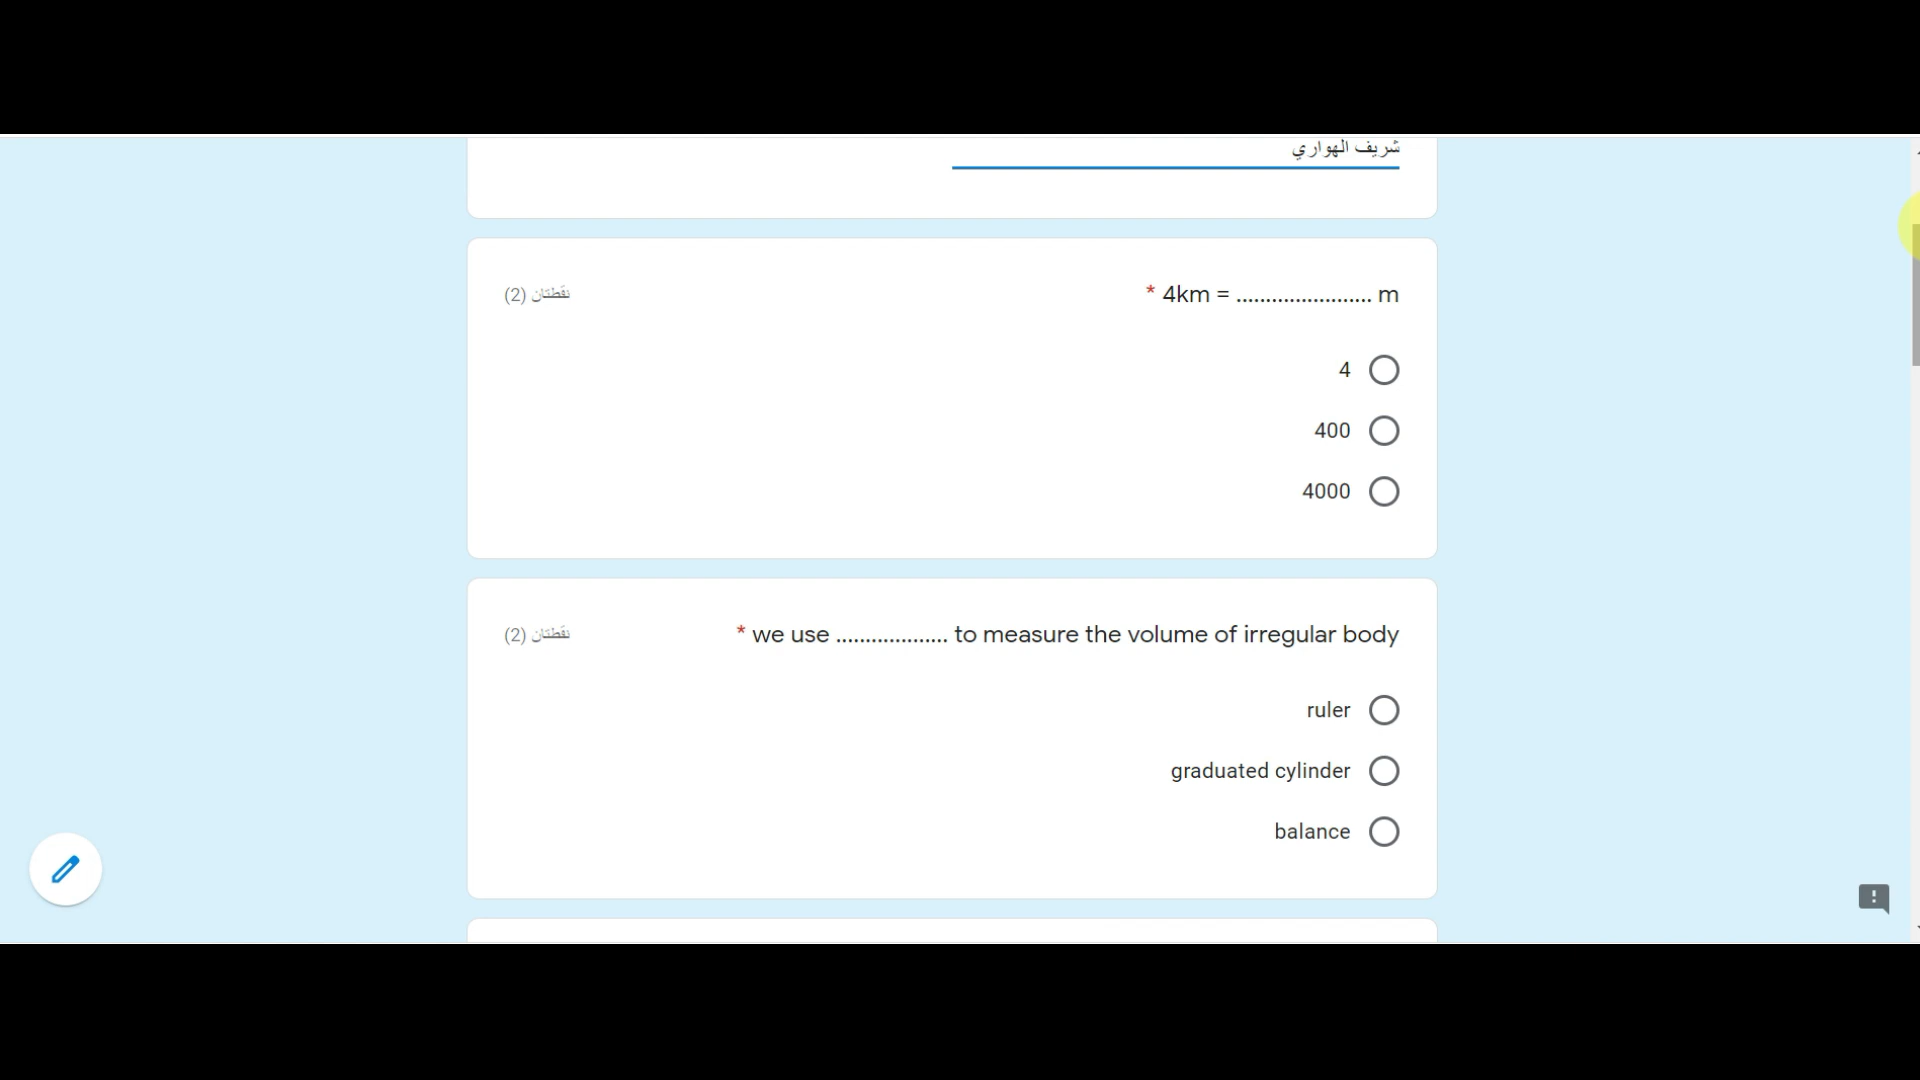 شريف الهواري
* 4km = ....................... m
نقطتان (2)
4
400
4000
* we use ................... to measure the volume of irregular body
نقطتان (2)
ruler
graduated cylinder
balance